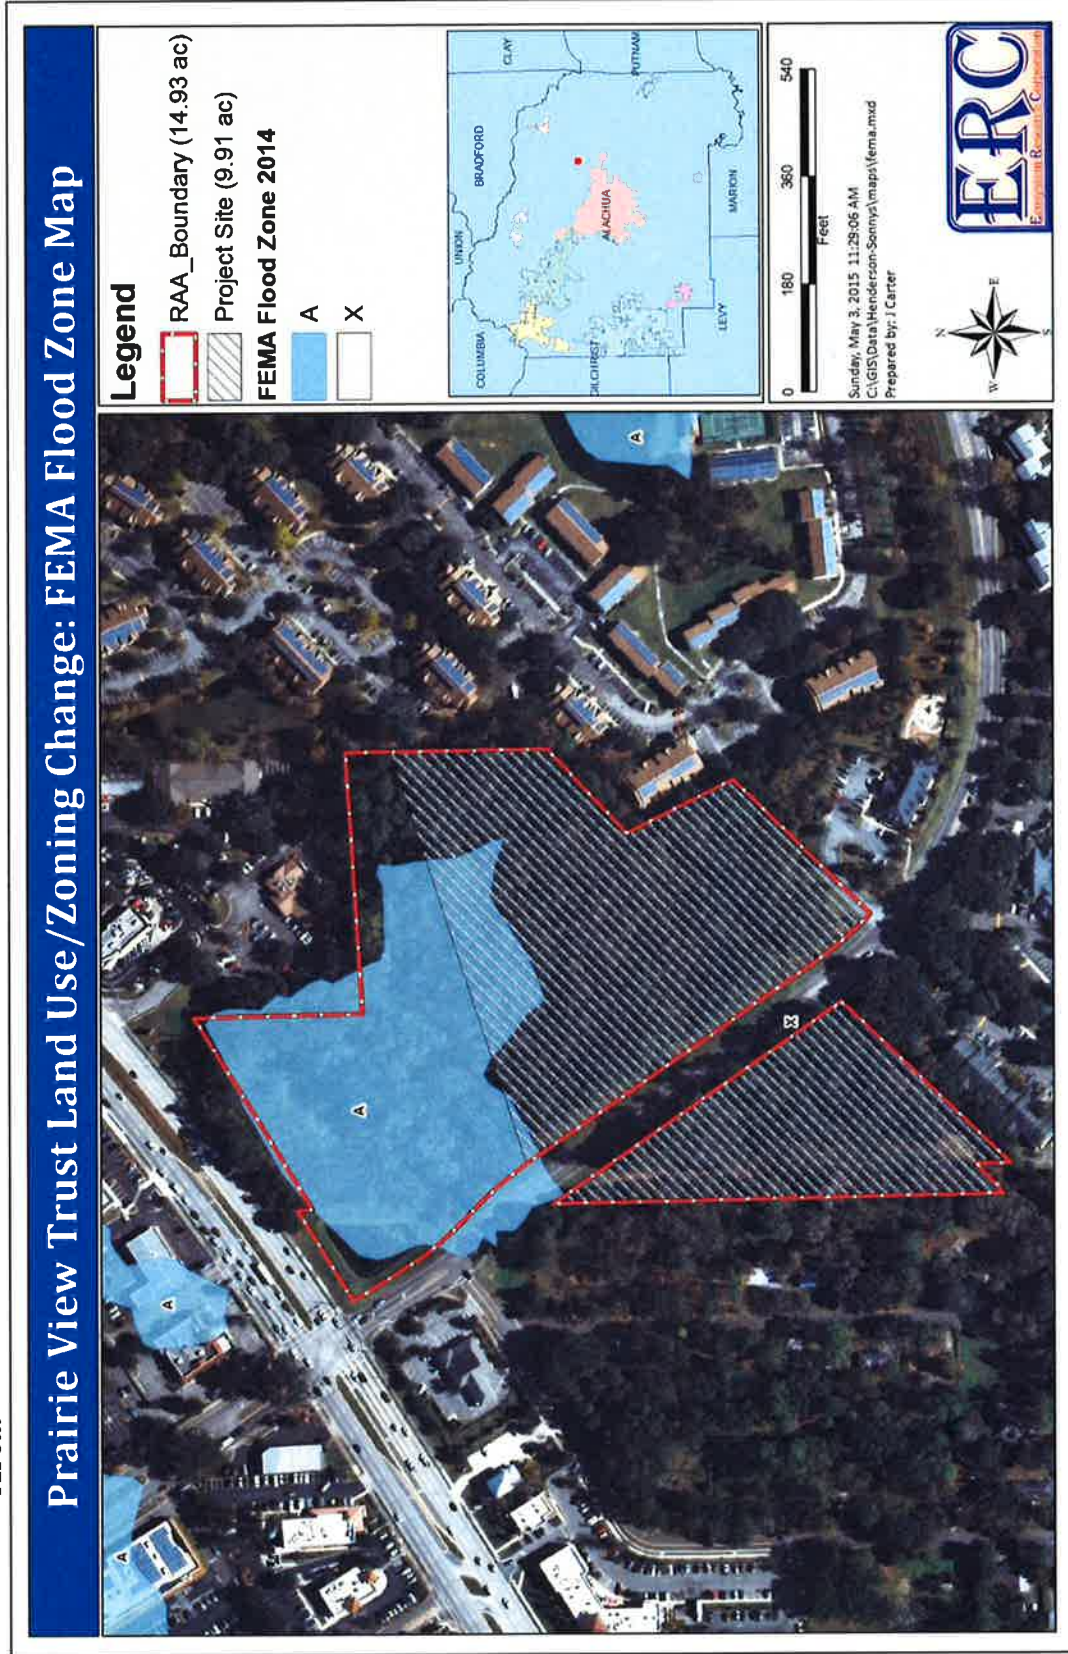 Prairie View Trust Land Use/Zoning Change: FEMA Flood Zone Map
Legend
RAA_Boundary (14.93 ac)
Project Site (9.91 ac)
FEMA Flood Zone 2014
A
X
COLUMBIA
UNION
BRADFORD
CLAY
GILCHRIST
ALACHUA
PUTNAM
LEVY
MARION
0 180 360 540
Feet
Sunday, May 3, 2015 11:29:06 AM
C:\GIS\Data\Henderson-Sonnys\maps\fema.mxd
Prepared by: J Carter
N
W E
S
ERC
Ecosystem Research Corporation
A
A
A
A
X